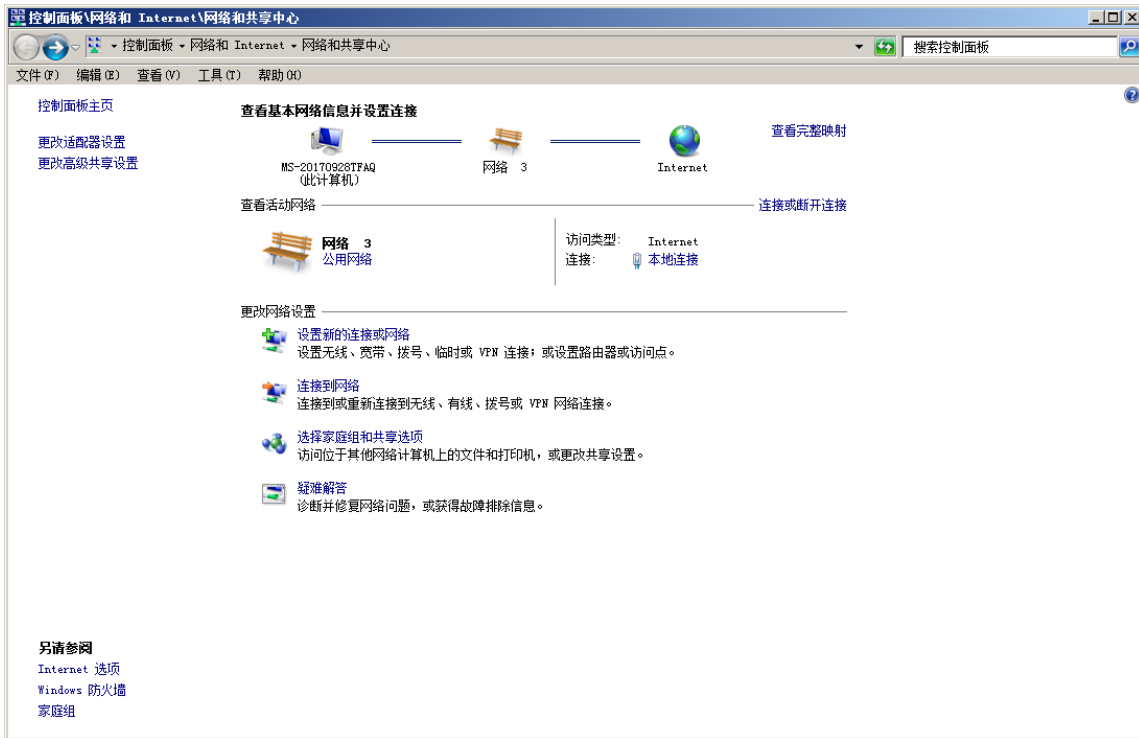 控制面板\网络和 Internet\网络和共享中心
控制面板 网络和 Internet 网络和共享中心
搜索控制面板
文件(F) 编辑(E) 查看(V) 工具(T) 帮助(H)
控制面板主页
更改适配器设置
更改高级共享设置
查看基本网络信息并设置连接
查看完整映射
MS-20170928TFAQ
(此计算机)
网络 3
Internet
查看活动网络
连接或断开连接
网络 3
公用网络
访问类型: Internet
连接: 本地连接
更改网络设置
设置新的连接或网络
设置无线、宽带、拨号、临时或 VPN 连接；或设置路由器或访问点。
连接到网络
连接到或重新连接到无线、有线、拨号或 VPN 网络连接。
选择家庭组和共享选项
访问位于其他网络计算机上的文件和打印机，或更改共享设置。
疑难解答
诊断并修复网络问题，或获得故障排除信息。
另请参阅
Internet 选项
Windows 防火墙
家庭组